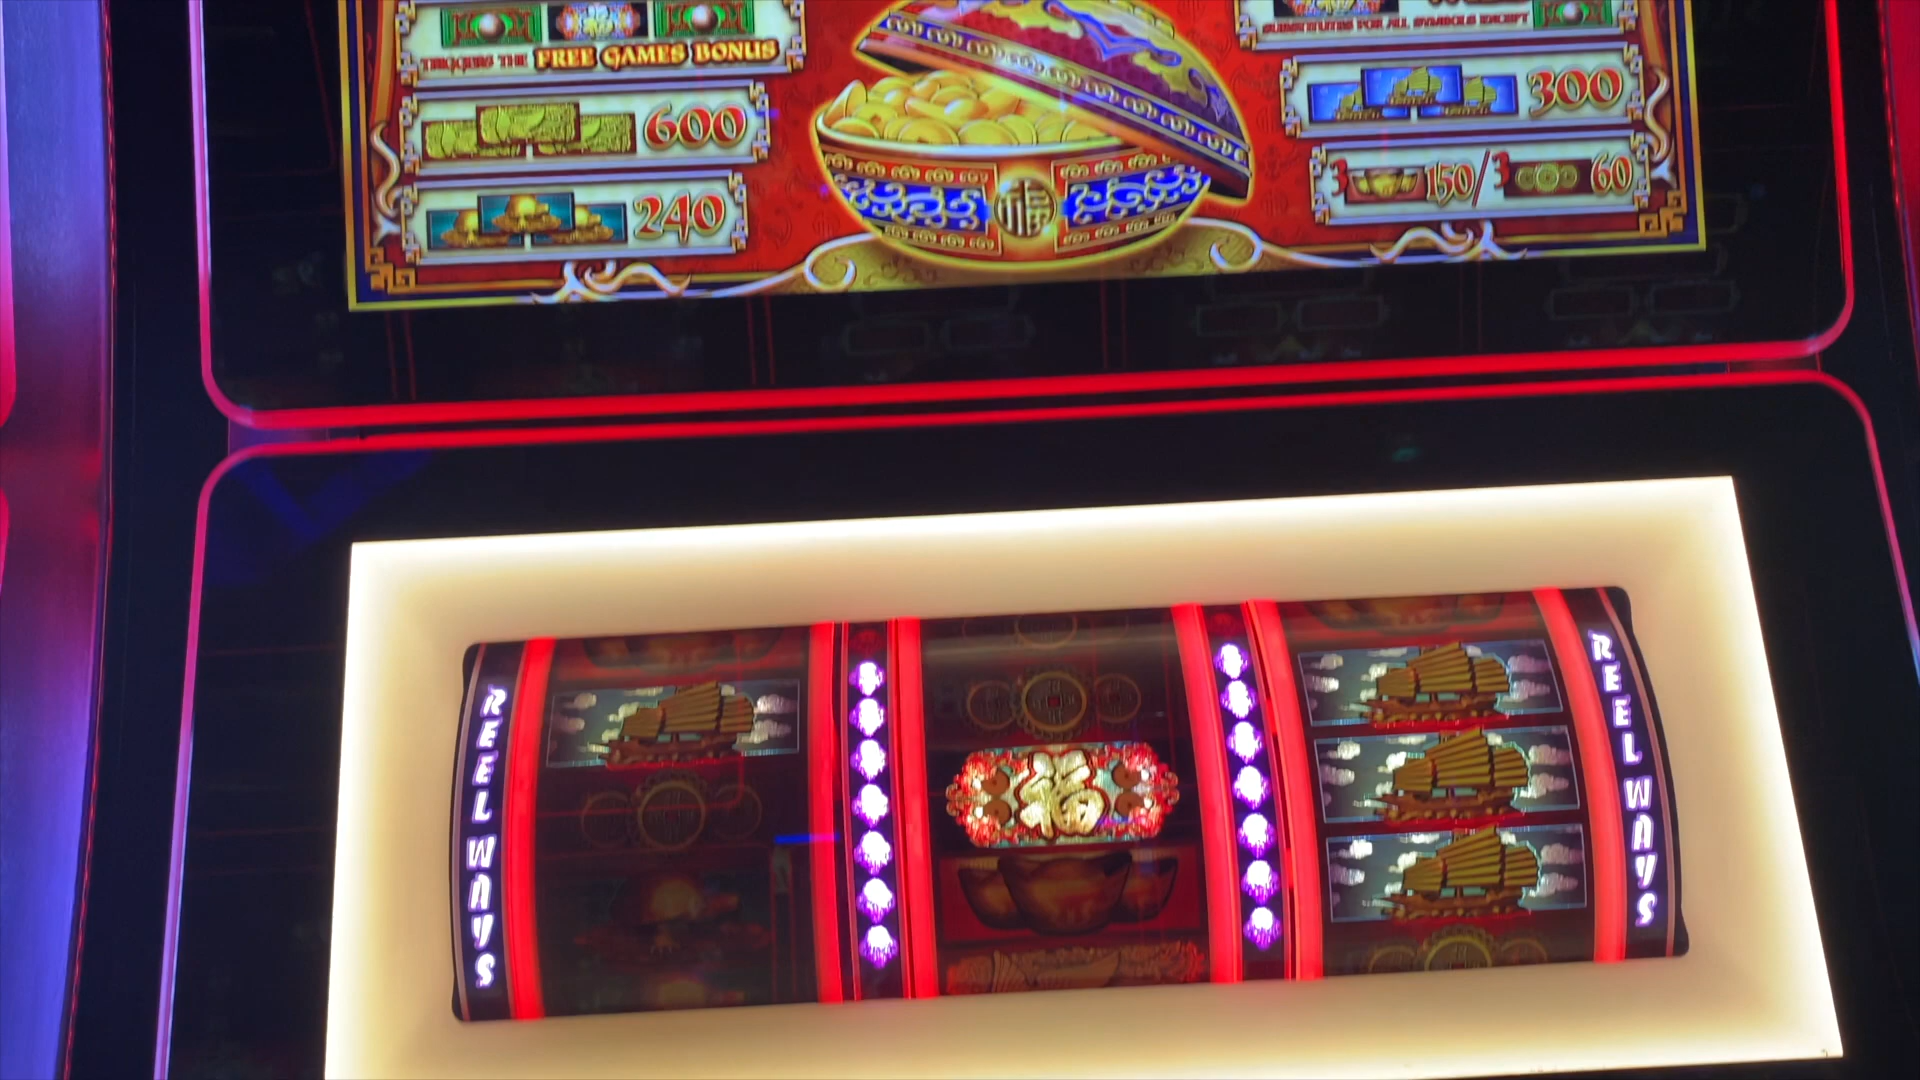 TRIGGERS THE FREE GAMES BONUS
SUBSTITUTES FOR ALL SYMBOLS EXCEPT
600
300
240
3 150/3 60
福
REEL WAYS
福
REEL WAYS